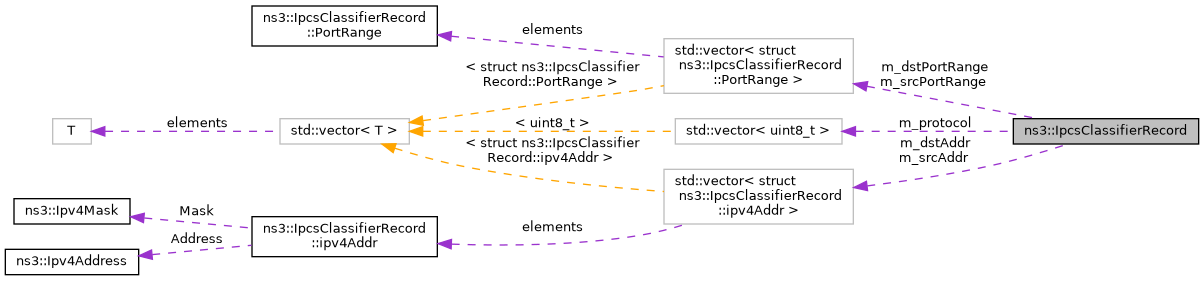 ns3::IpcsClassifierRecord
::PortRange
elements
std::vector< struct
ns3::IpcsClassifierRecord
::PortRange >
m_dstPortRange
m_srcPortRange
< struct ns3::IpcsClassifier
Record::PortRange >
T
elements
std::vector< T >
< uint8_t >
std::vector< uint8_t >
m_protocol
ns3::IpcsClassifierRecord
< struct ns3::IpcsClassifier
Record::ipv4Addr >
m_dstAddr
m_srcAddr
std::vector< struct
ns3::IpcsClassifierRecord
::ipv4Addr >
ns3::Ipv4Mask
Mask
ns3::IpcsClassifierRecord
::ipv4Addr
elements
Address
ns3::Ipv4Address